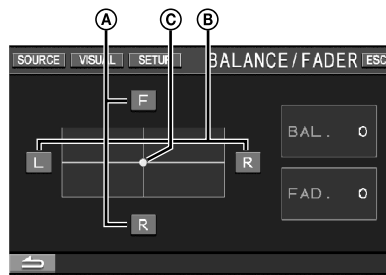 A C B
SOURCE VISUAL SETUP BALANCE/FADER ESC
F
BAL. 0
L R
FAD. 0
R